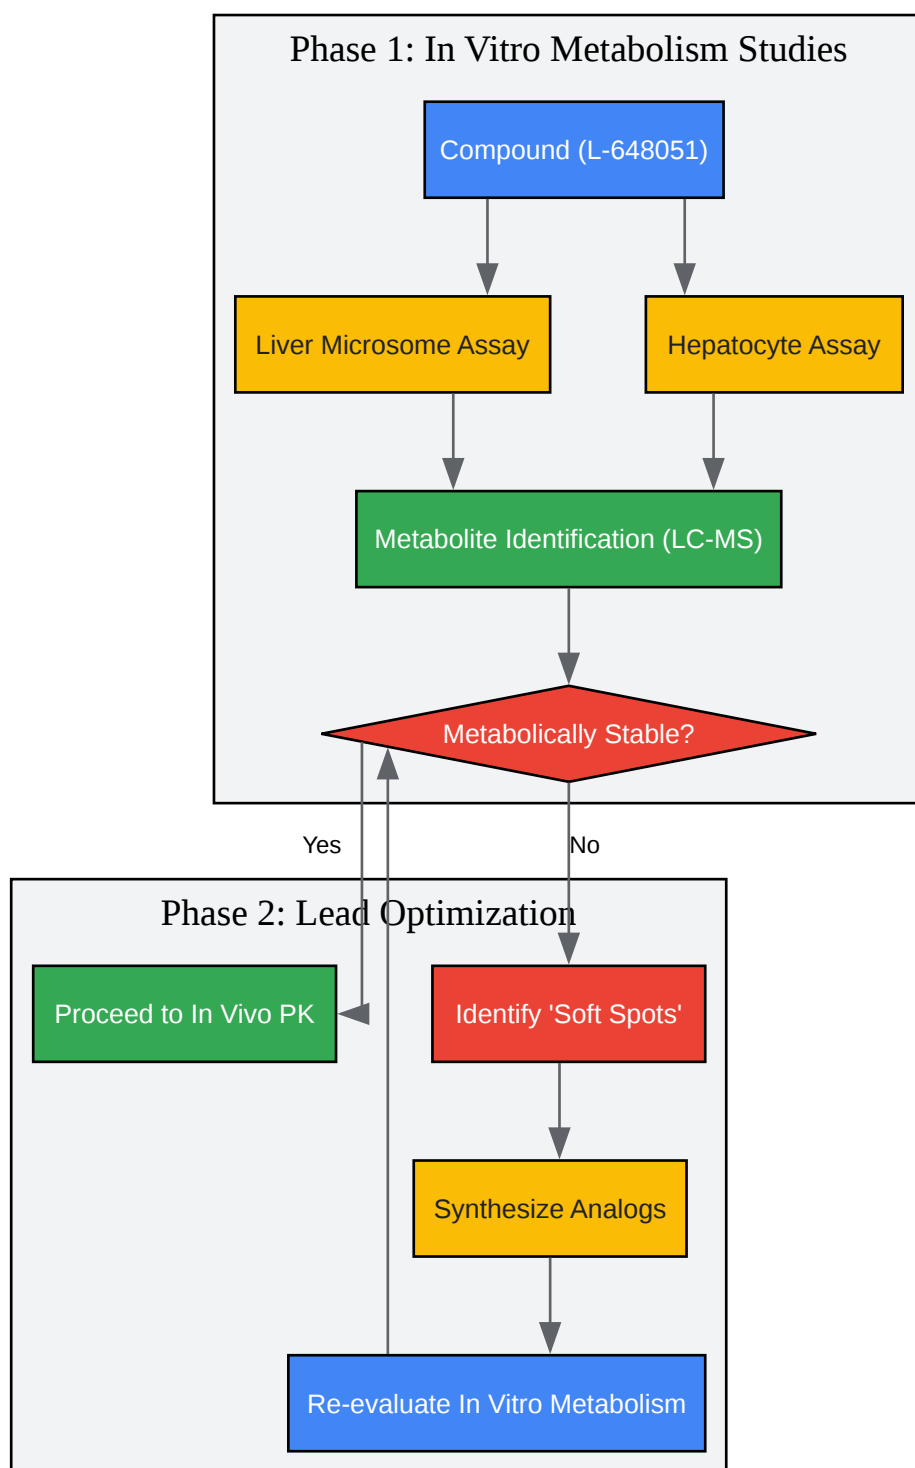 Phase 1: In Vitro Metabolism Studies
Compound (L-648051)
Liver Microsome Assay
Hepatocyte Assay
Metabolite Identification (LC-MS)
Metabolically Stable?
Yes
No
Phase 2: Lead Optimization
Proceed to In Vivo PK
Identify 'Soft Spots'
Synthesize Analogs
Re-evaluate In Vitro Metabolism